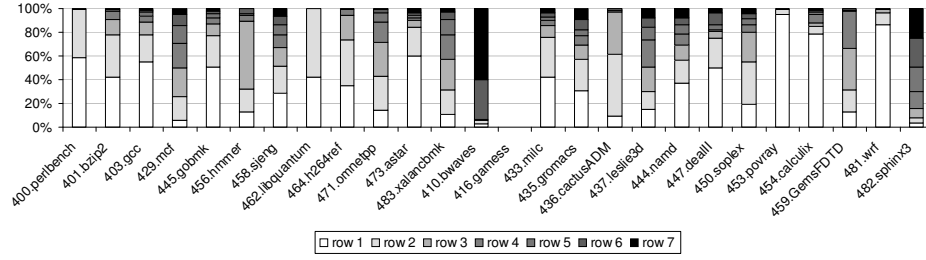 100%
80%
60%
40%
20%
0%
400.perlbench
401.bzip2
403.gcc
429.mcf
445.gobmk
456.hmmer
458.sjeng
462.libquantum
464.h264ref
471.omnetpp
473.astar
483.xalancbmk
410.bwaves
416.gamess
433.milc
435.gromacs
436.cactusADM
437.leslie3d
444.namd
447.dealII
450.soplex
453.povray
454.calculix
459.GemsFDTD
481.wrf
482.sphinx3
row 1 row 2 row 3 row 4 row 5 row 6 row 7